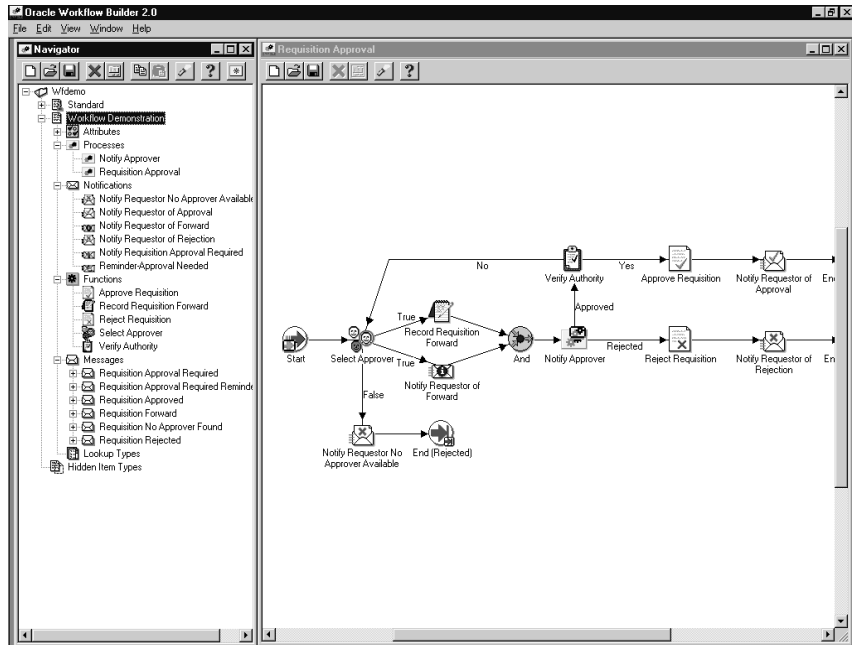 Oracle Workflow Builder 2.0
File Edit View Window Help
Navigator
Wfdemo
Standard
Workflow Demonstration
Attributes
Processes
Notify Approver
Requisition Approval
Notifications
Notify Requestor No Approver Available
Notify Requestor of Approval
Notify Requestor of Forward
Notify Requestor of Rejection
Notify Requisition Approval Required
Reminder-Approval Needed
Functions
Approve Requisition
Record Requisition Forward
Reject Requisition
Select Approver
Verify Authority
Messages
Requisition Approval Required
Requisition Approval Required Reminde
Requisition Approved
Requisition Forward
Requisition No Approver Found
Requisition Rejected
Lookup Types
Hidden Item Types
Requisition Approval
No
Verify Authority
Yes
Approve Requisition
Notify Requestor of
Approval
En
Approved
Start
Select Approver
True
Record Requisition
Forward
True
Notify Requestor of
Forward
And
Notify Approver
Rejected
Reject Requisition
Notify Requestor of
Rejection
En
False
Notify Requestor No
Approver Available
End (Rejected)